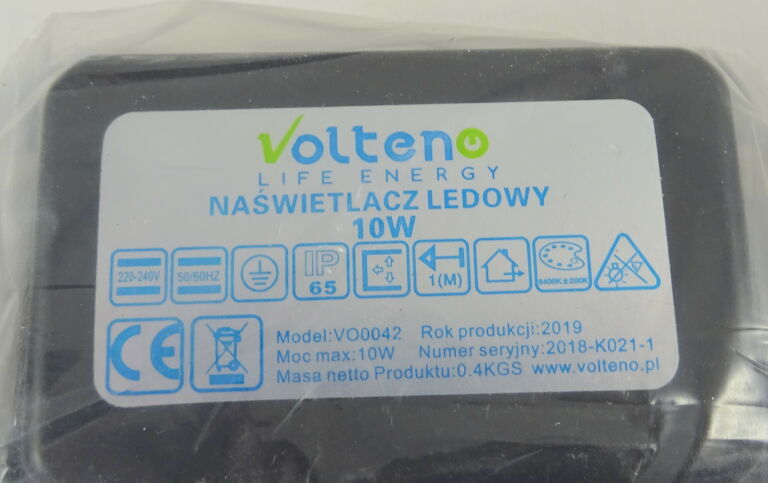 Volteno
LIFE ENERGY
NAŚWIETLACZ LEDOWY
10W
220-240V 50/60HZ IP 65 1(M) 6400K±200K
CE
Model:VO0042 Rok produkcji:2019
Moc max:10W Numer seryjny:2018-K021-1
Masa netto Produktu:0.4KGS www.volteno.pl